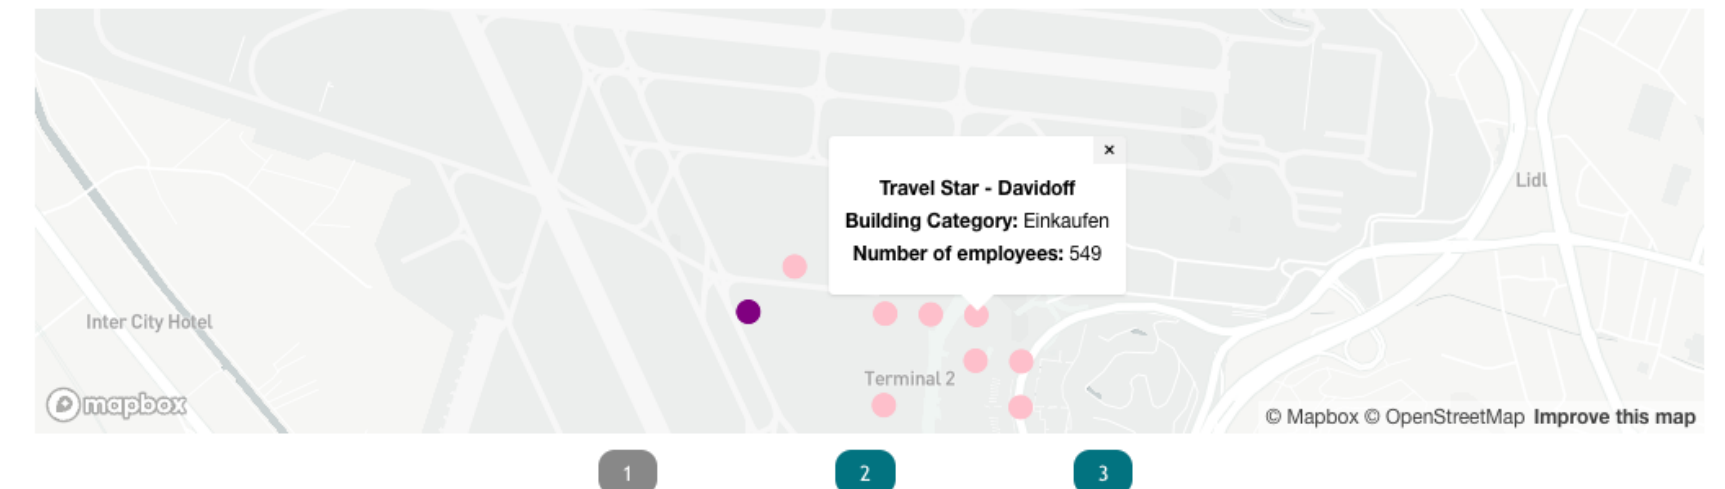 ×
Travel Star - Davidoff
Building Category: Einkaufen
Number of employees: 549
Lidl
Inter City Hotel
Terminal 2
mapbox
© Mapbox © OpenStreetMap Improve this map
1 2 3